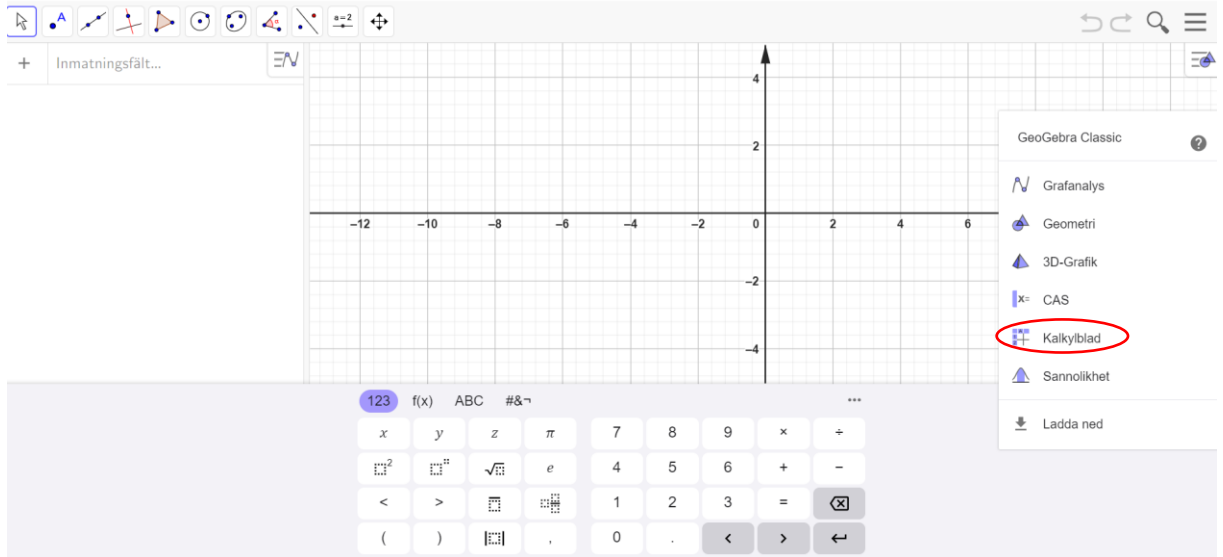 A
α
a=2
+ Inmatningsfält...
4
2
−12 −10 −8 −6 −4 −2 0 2 4 6
−2
−4
GeoGebra Classic ?
Grafanalys
Geometri
3D-Grafik
x= CAS
Kalkylblad
Sannolikhet
Ladda ned
123 f(x) ABC #&¬ ...
x y z π 7 8 9 × ÷
2 n √ e 4 5 6 + −
< > 1 2 3 =
( ) | | , 0 . < >